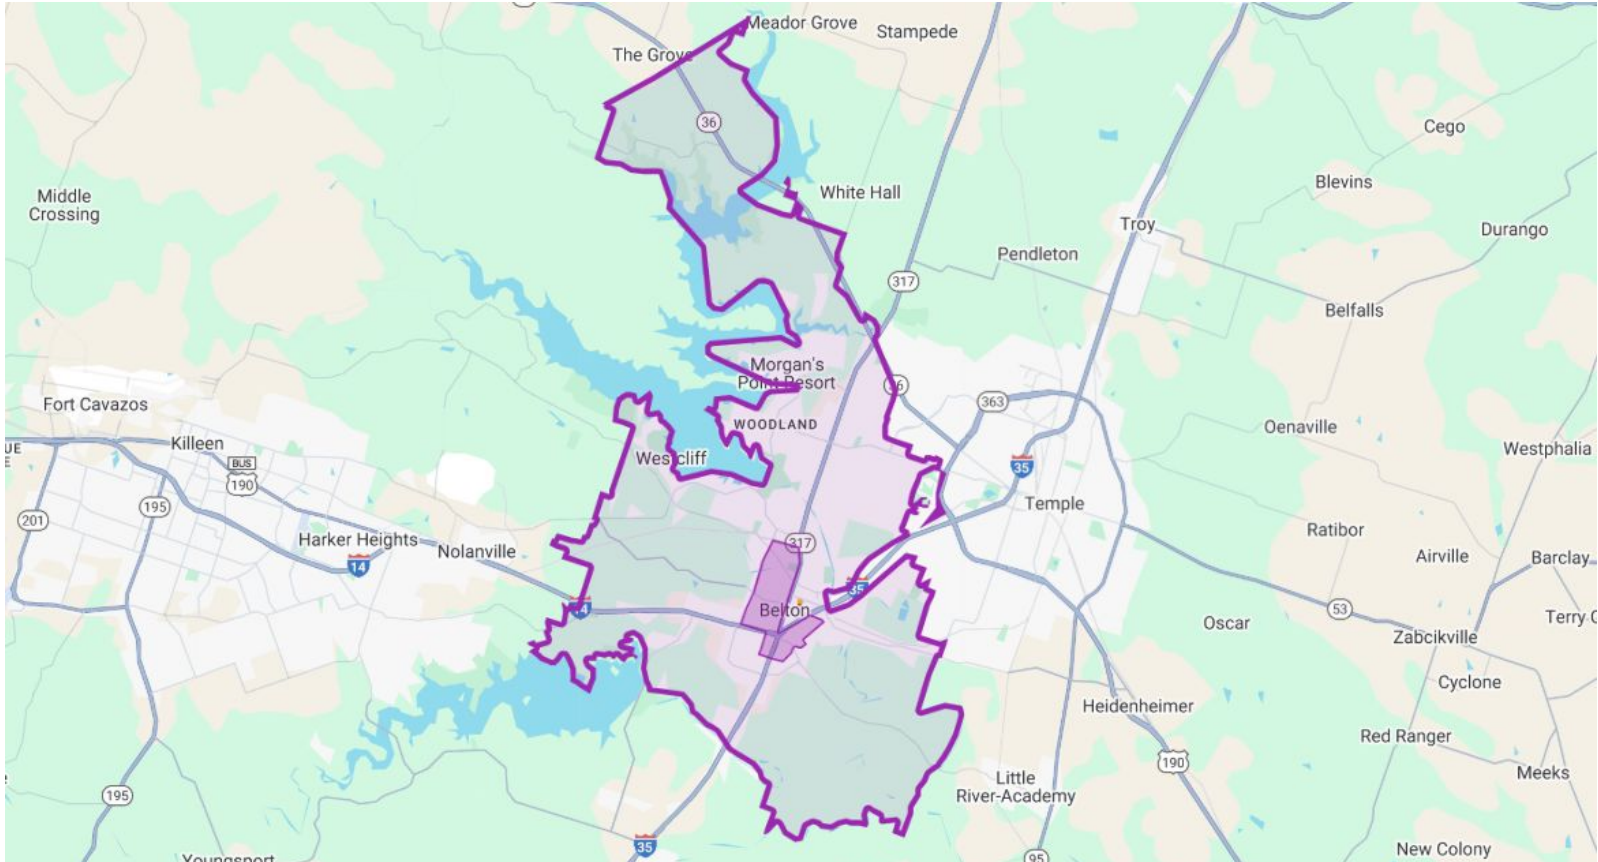 Meador Grove
Stampede
The Grove
36
Cego
Middle
Crossing
White Hall
Blevins
Troy
Durango
Pendleton
317
Belfalls
Morgan's
Point Resort
36
363
Fort Cavazos
WOODLAND
Oenaville
Killeen
Westphalia
UE
E
BUS
190
Westcliff
35
195
Temple
201
317
Ratibor
Harker Heights
Nolanville
14
Airville
Barclay
35
14
Belton
53
Terry C
Oscar
Zabcikville
Cyclone
Heidenheimer
Red Ranger
190
Little
River-Academy
Meeks
195
35
New Colony
95
Youngsport